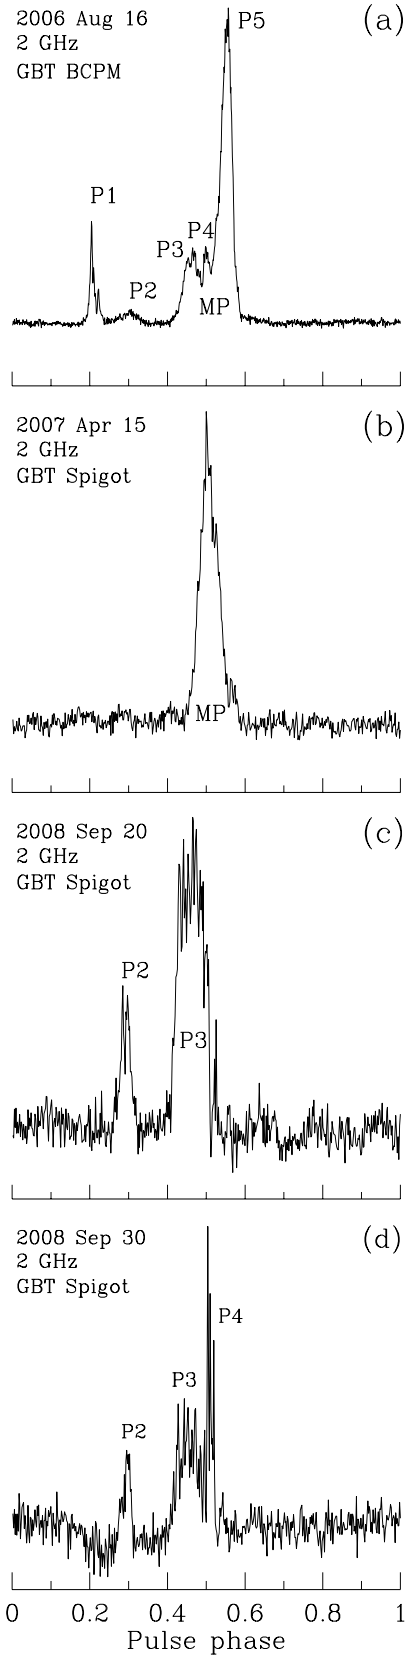 2006 Aug 16 (a)
2 GHz
GBT BCPM
P5
P1
P4
P3
P2
MP
2007 Apr 15 (b)
2 GHz
GBT Spigot
MP
2008 Sep 20 (c)
2 GHz
GBT Spigot
P2
P3
2008 Sep 30 (d)
2 GHz
GBT Spigot
P4
P3
P2
0 0.2 0.4 0.6 0.8 1
Pulse phase